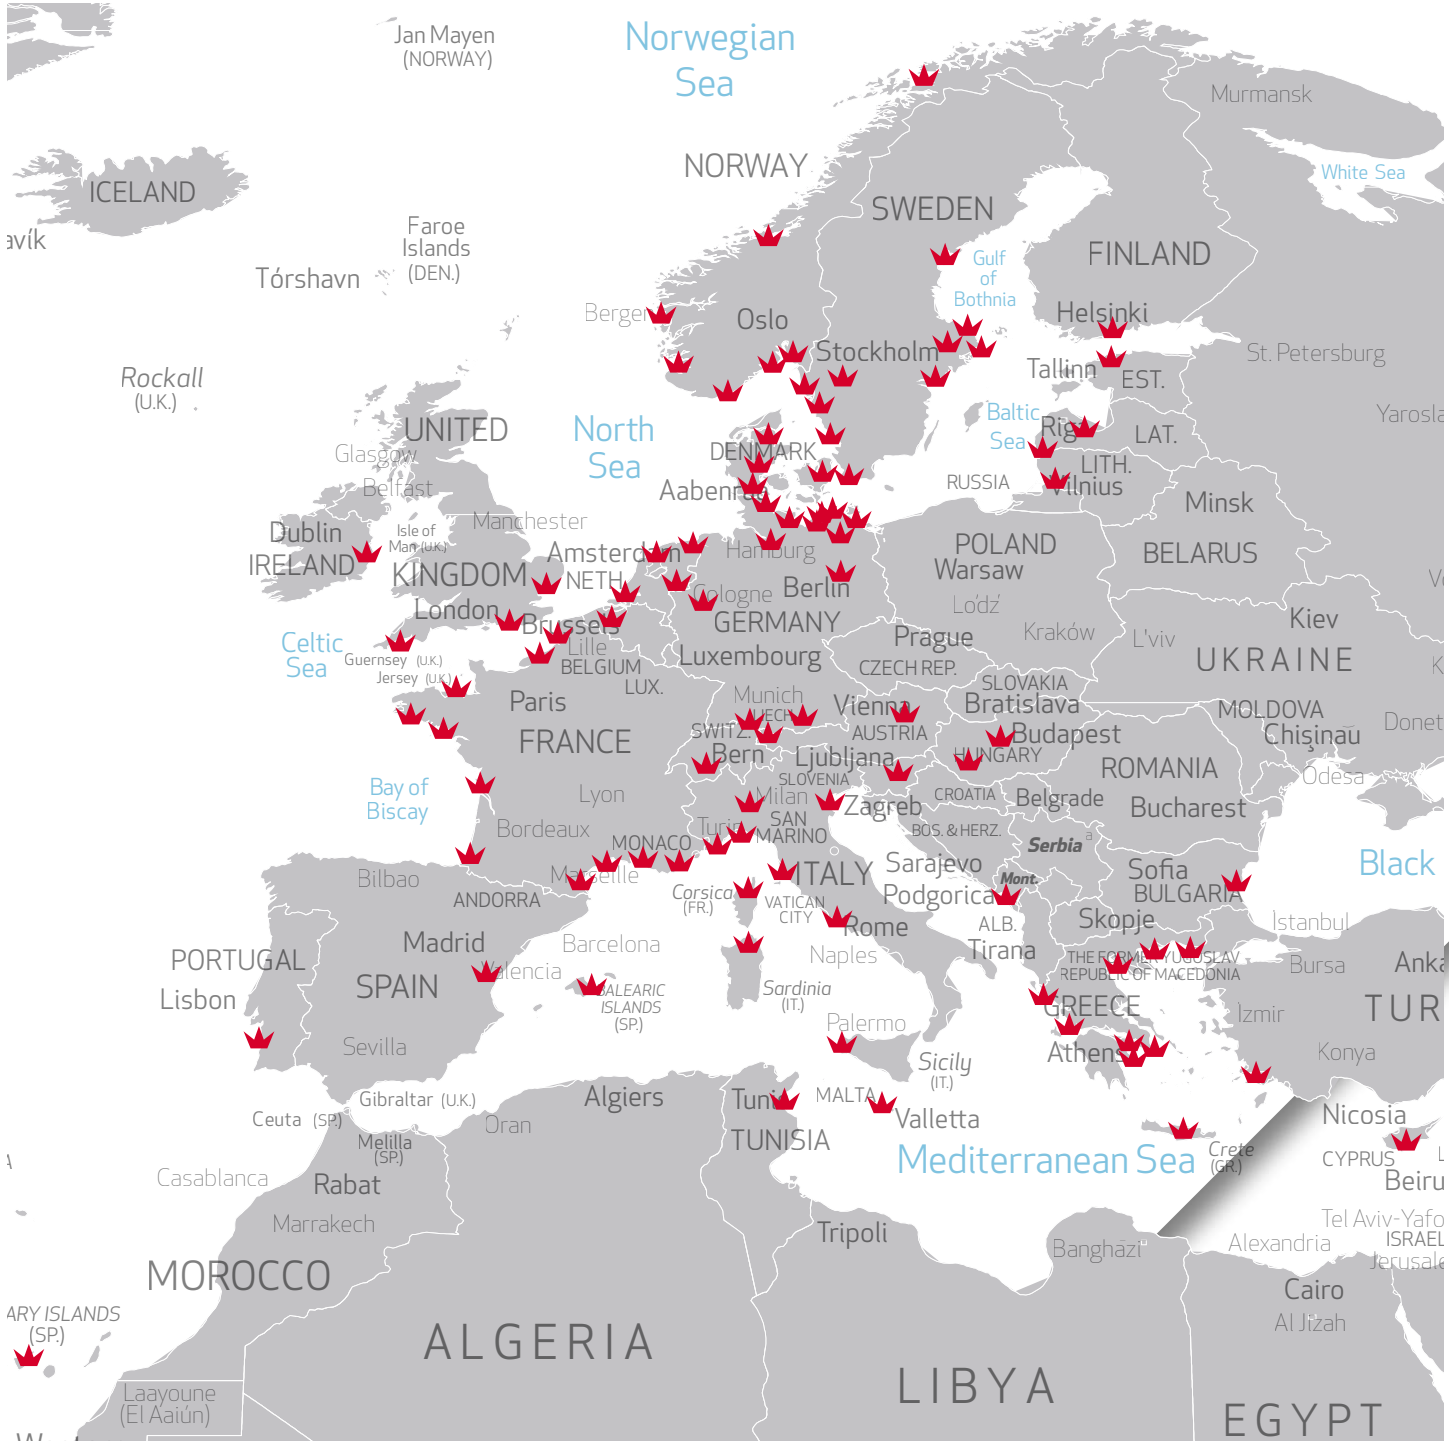 Jan Mayen
(NORWAY)
Norwegian
Sea
Murmansk
White Sea
NORWAY
ICELAND
SWEDEN
avík
Faroe
Islands
(DEN.)
FINLAND
Tórshavn
Gulf
of
Bothnia
Oslo
Helsinki
Stockholm
St. Petersburg
Rockall
(U.K.)
Tallinn
EST.
Baltic
Sea
LAT.
UNITED
North
Sea
DENMARK
Glasgow
Belfast
LITH.
Vilnius
RUSSIA
Minsk
Dublin
IRELAND
Isle of
Man (U.K.)
Manchester
Amsterdam
Hamburg
POLAND
Warsaw
BELARUS
KINGDOM
NETH.
Berlin
London
Cologne
Łódź
Brussels
GERMANY
Kiev
Celtic
Sea
Prague
Kraków
L'viv
Guernsey (U.K.)
Jersey (U.K.)
Lille
BELGIUM
Luxembourg
CZECH REP.
UKRAINE
LUX.
SLOVAKIA
Paris
Munich
Vienna
Bratislava
MOLDOVA
FRANCE
SWITZ.
AUSTRIA
Budapest
Chişinău
Bern
Ljubljana
HUNGARY
ROMANIA
SLOVENIA
Odesa
Bay of
Biscay
Lyon
Milan
Zagreb
CROATIA
Belgrade
Bucharest
Bordeaux
MONACO
SAN
MARINO
BOS. & HERZ.
Serbia
a
Bilbao
Marseille
ITALY
Sarajevo
Mont.
Sofia
Black
ANDORRA
Corsica
(FR.)
VATICAN
CITY
Podgorica
BULGARIA
Rome
ALB.
Skopje
Istanbul
Madrid
Barcelona
Naples
Tirana
THE FORMER YUGOSLAV
REPUBLIC OF MACEDONIA
Bursa
PORTUGAL
Lisbon
SPAIN
Valencia
BALEARIC
ISLANDS
(SP.)
Sardinia
(IT.)
GREECE
TUR
Izmir
Palermo
Sevilla
Athens
Konya
Sicily
(IT.)
Gibraltar (U.K.)
Algiers
MALTA
Valletta
Nicosia
Ceuta (SP.)
Oran
Melilla
(SP.)
TUNISIA
Mediterranean Sea
Crete
(GR.)
CYPRUS
Casablanca
Rabat
Marrakech
Beiru
Tel Aviv-Yafo
ISRAEL
Tripoli
Banghāzī
Alexandria
Jerusale
MOROCCO
Cairo
Al Jizah
ARY ISLANDS
(SP.)
ALGERIA
LIBYA
Laayoune
(El Aaiún)
EGYPT